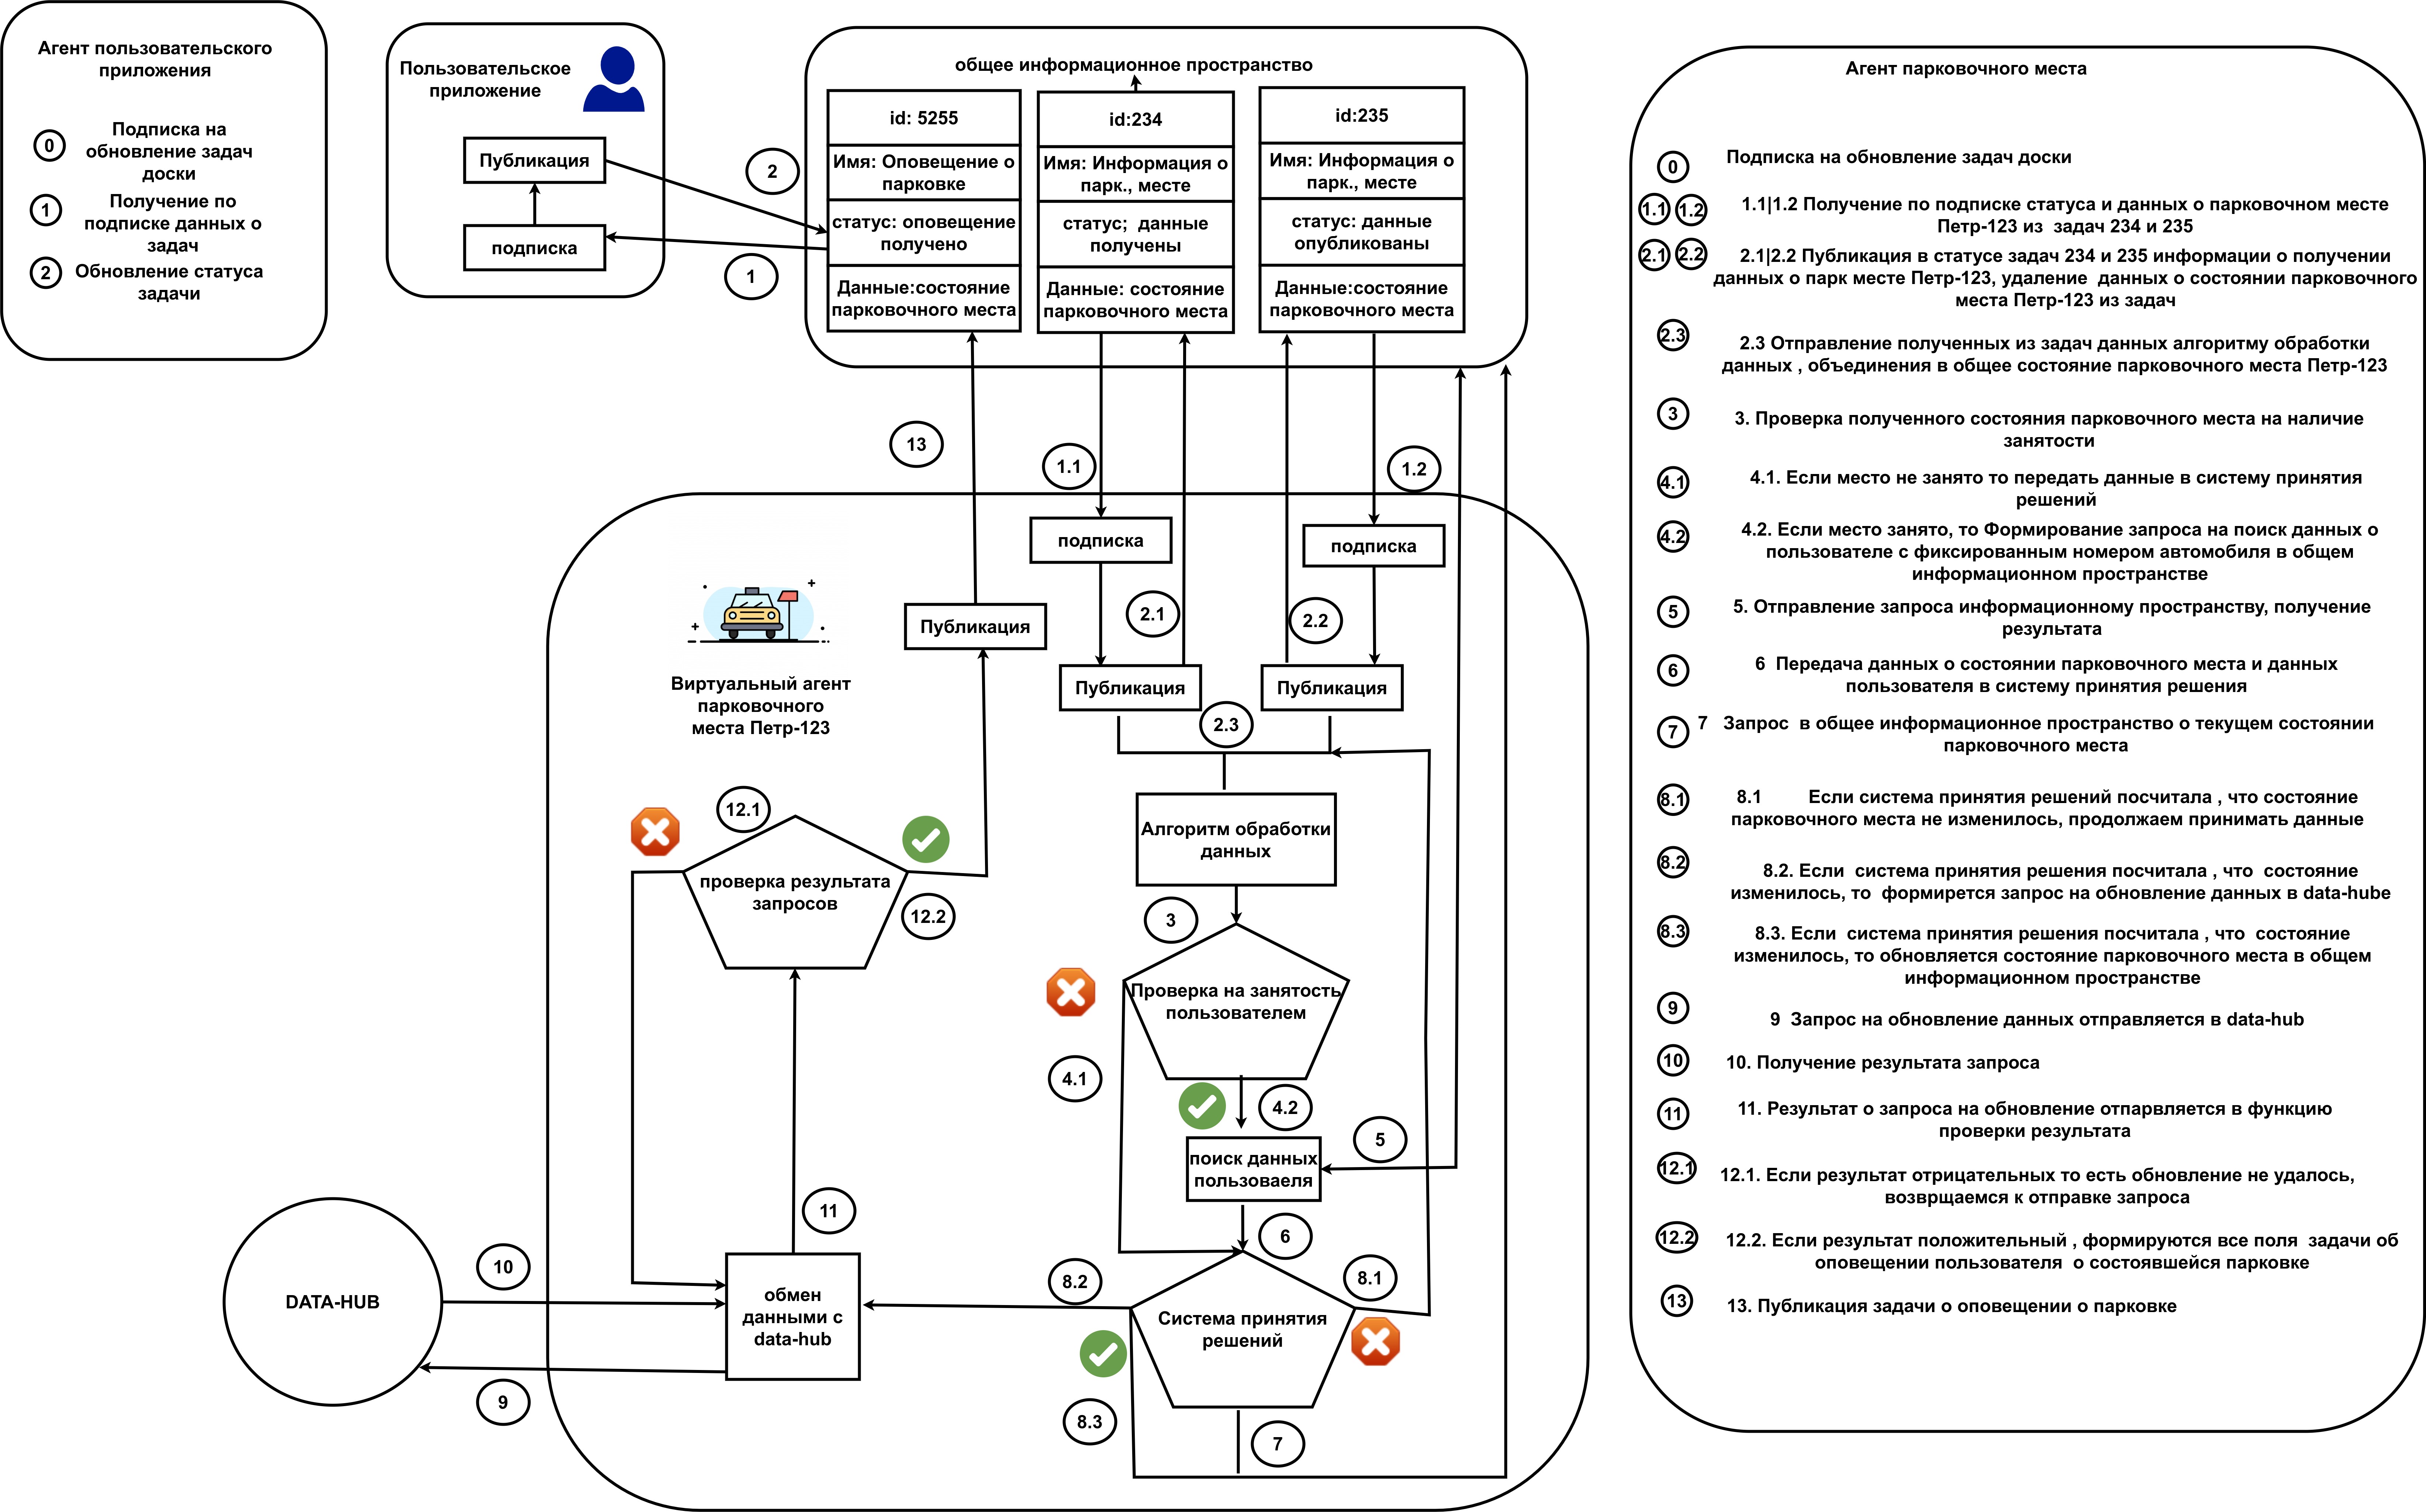 Агент пользовательского
приложения
0
Подписка на
обновление задач
доски
1
Получение по
подписке данных о
задач
2
Обновление статуса
задачи
Пользовательское
приложение
Публикация
подписка
2
1
общее информационное пространство
id: 5255
Имя: Оповещение о
парковке
статус: оповещение
получено
Данные:состояние
парковочного места
id:234
Имя: Информация о
парк., месте
статус; данные
получены
Данные: состояние
парковочного места
id:235
Имя: Информация о
парк., месте
статус: данные
опубликованы
Данные:состояние
парковочного места
13
1.1
1.2
подписка
подписка
2.1
2.2
Публикация
Публикация
Публикация
2.3
Виртуальный агент
парковочного
места Петр-123
12.1
проверка результата
запросов
12.2
Алгоритм обработки
данных
3
Проверка на занятость
пользователем
4.1
4.2
поиск данных
пользоваеля
5
6
11
10
DATA-HUB
9
обмен
данными с
data-hub
8.2
8.1
Система принятия
решений
8.3
7
Агент парковочного места
0
Подписка на обновление задач доски
1.1 1.2
1.1|1.2 Получение по подписке статуса и данных о парковочном месте
Петр-123 из задач 234 и 235
2.1 2.2
2.1|2.2 Публикация в статусе задач 234 и 235 информации о получении
данных о парк месте Петр-123, удаление данных о состоянии парковочного
места Петр-123 из задач
2.3
2.3 Отправление полученных из задач данных алгоритму обработки
данных , объединения в общее состояние парковочного места Петр-123
3
3. Проверка полученного состояния парковочного места на наличие
занятости
4.1
4.1. Если место не занято то передать данные в систему принятия
решений
4.2
4.2. Если место занято, то Формирование запроса на поиск данных о
пользователе с фиксированным номером автомобиля в общем
информационном пространстве
5
5. Отправление запроса информационному пространству, получение
результата
6
6 Передача данных о состоянии парковочного места и данных
пользователя в систему принятия решения
7
7 Запрос в общее информационное пространство о текущем состоянии
парковочного места
8.1
8.1 Если система принятия решений посчитала , что состояние
парковочного места не изменилось, продолжаем принимать данные
8.2
8.2. Если система принятия решения посчитала , что состояние
изменилось, то формирется запрос на обновление данных в data-hube
8.3
8.3. Если система принятия решения посчитала , что состояние
изменилось, то обновляется состояние парковочного места в общем
информационном пространстве
9
9 Запрос на обновление данных отправляется в data-hub
10
10. Получение результата запроса
11
11. Результат о запроса на обновление отпарвляется в функцию
проверки результата
12.1
12.1. Если результат отрицательных то есть обновление не удалось,
возврщаемся к отправке запроса
12.2
12.2. Если результат положительный , формируются все поля задачи об
оповещении пользователя о состоявшейся парковке
13
13. Публикация задачи о оповещении о парковке